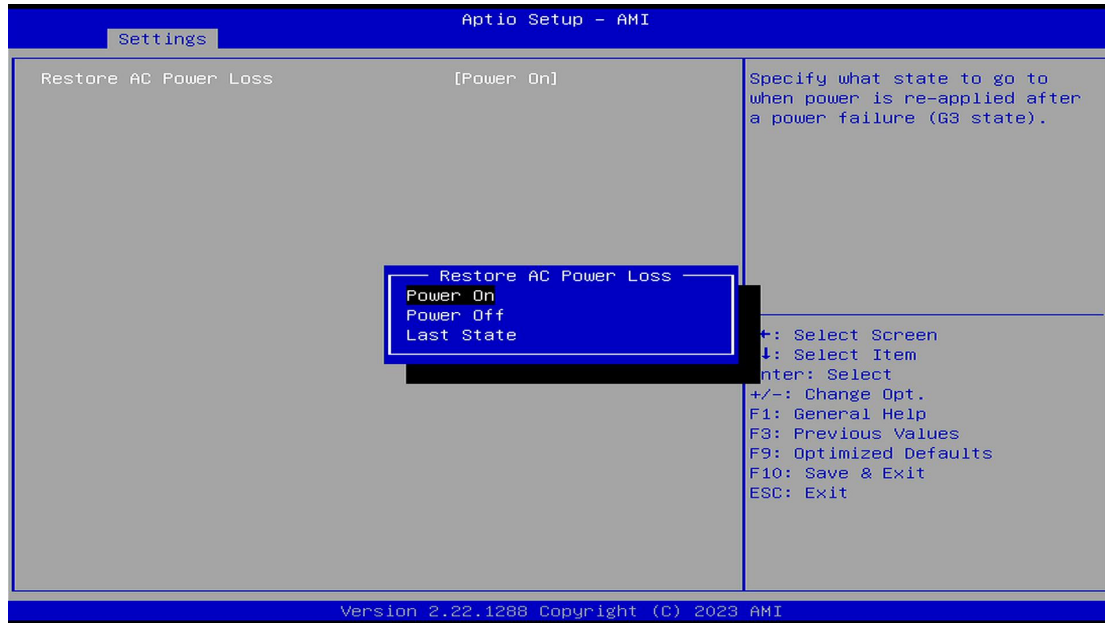 Aptio Setup – AMI
Settings
Restore AC Power Loss [Power On]
Specify what state to go to
when power is re-applied after
a power failure (G3 state).
Restore AC Power Loss
Power On
Power Off
Last State
←: Select Screen
↓: Select Item
nter: Select
+/-: Change Opt.
F1: General Help
F3: Previous Values
F9: Optimized Defaults
F10: Save & Exit
ESC: Exit
Version 2.22.1288 Copyright (C) 2023 AMI